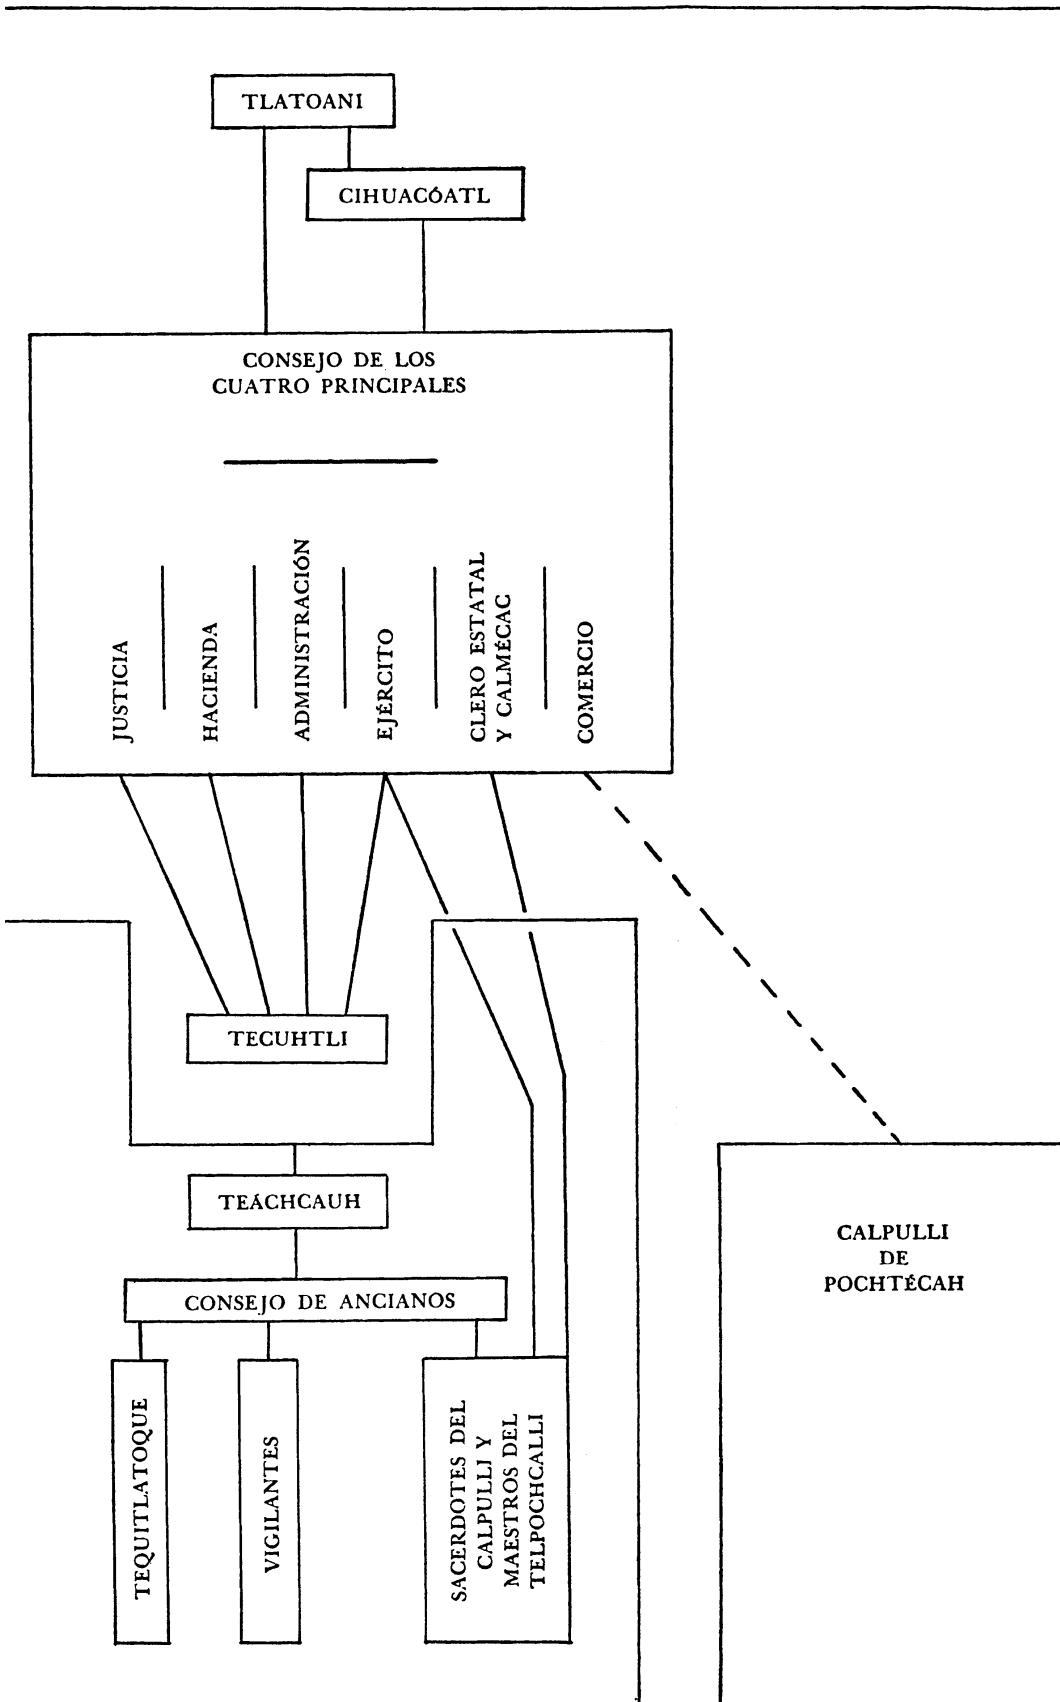 TLATOANI
CIHUACÓATL
CONSEJO DE LOS
CUATRO PRINCIPALES
JUSTICIA
HACIENDA
ADMINISTRACIÓN
EJÉRCITO
CLERO ESTATAL
Y CALMÉCAC
COMERCIO
TECUHTLI
TEÁCHCAUH
CONSEJO DE ANCIANOS
TEQUITLATOQUE
VIGILANTES
SACERDOTES DEL
CALPULLI Y
MAESTROS DEL
TELPOCHCALLI
CALPULLI
DE
POCHTÉCAH